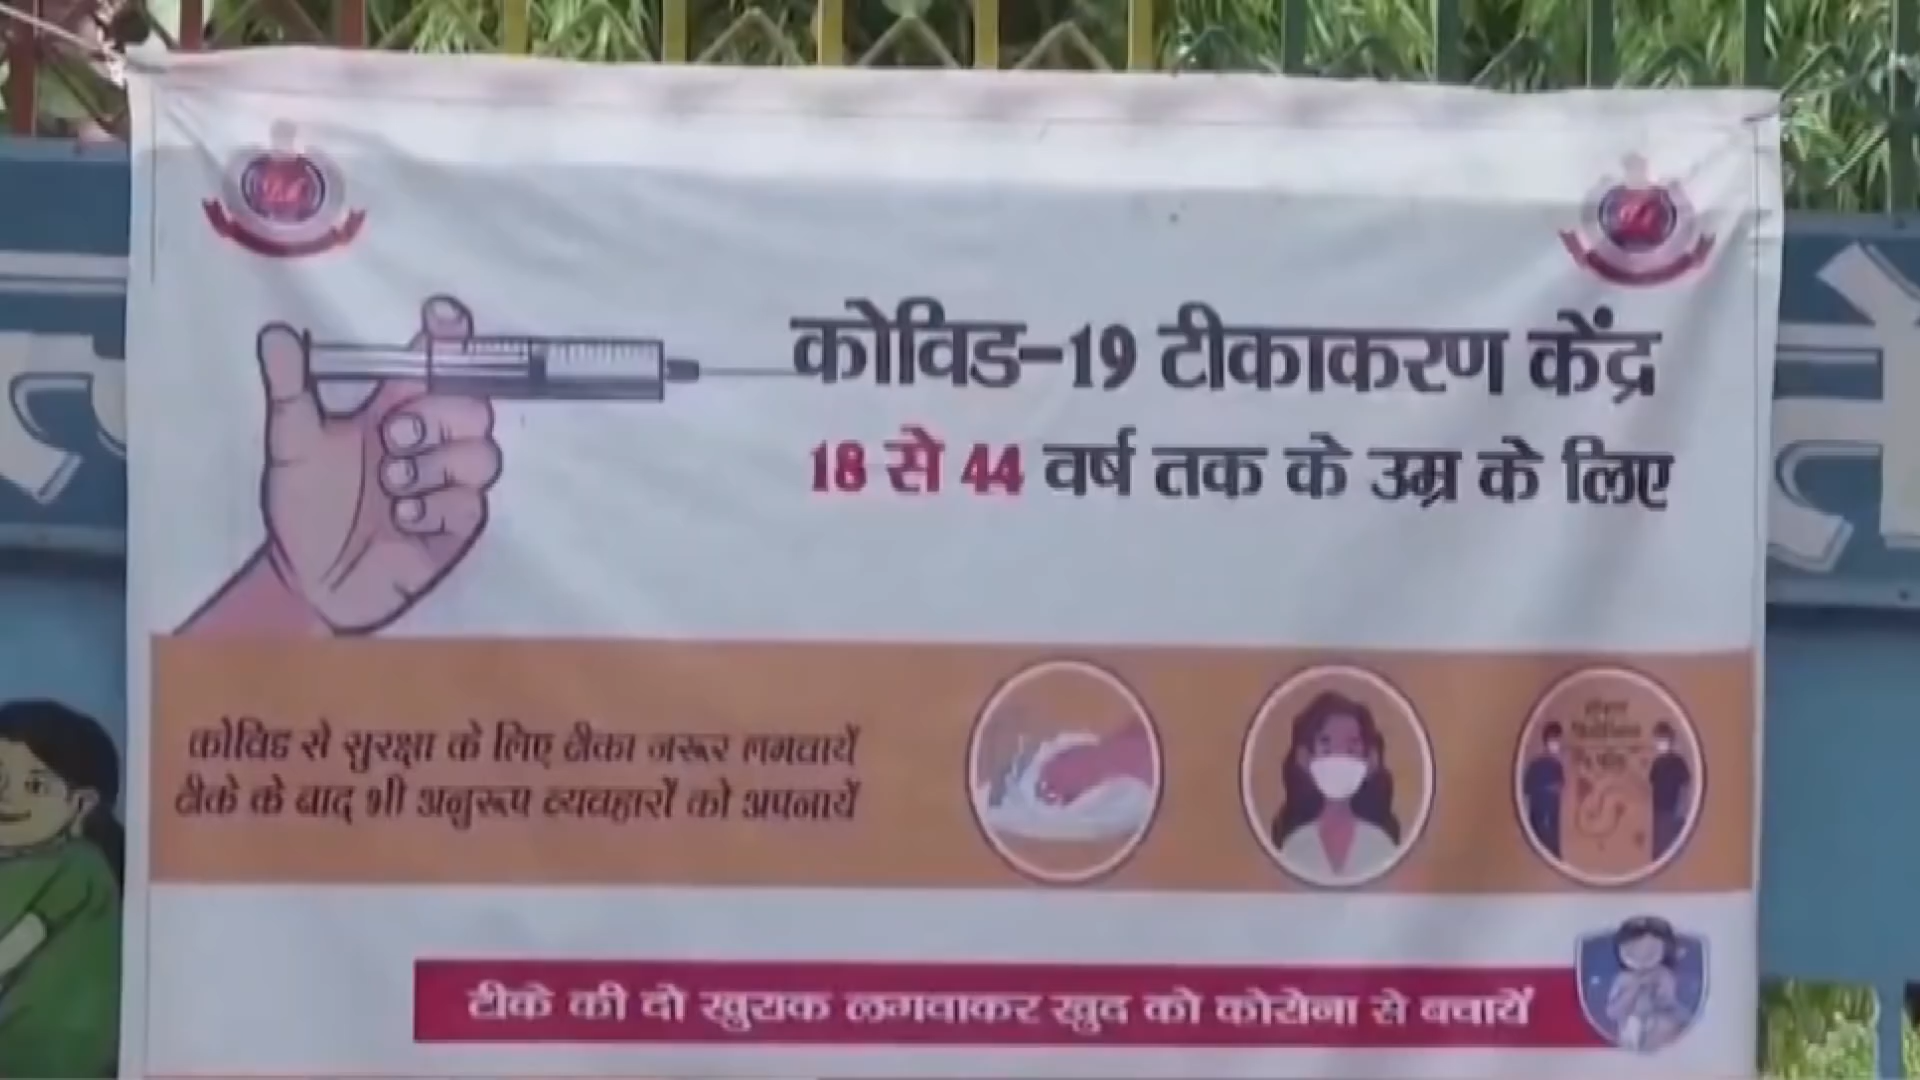 कोविड-19 टीकाकरण केंद्र
18 से 44 वर्ष तक के उम्र के लिए
कोविड से सुरक्षा के लिए टीका जरूर लगवायें
टीके के बाद भी अनुरूप व्यवहारों को अपनायें
टीके की दो खुराक लगवाकर खुद को कोरोना से बचायें